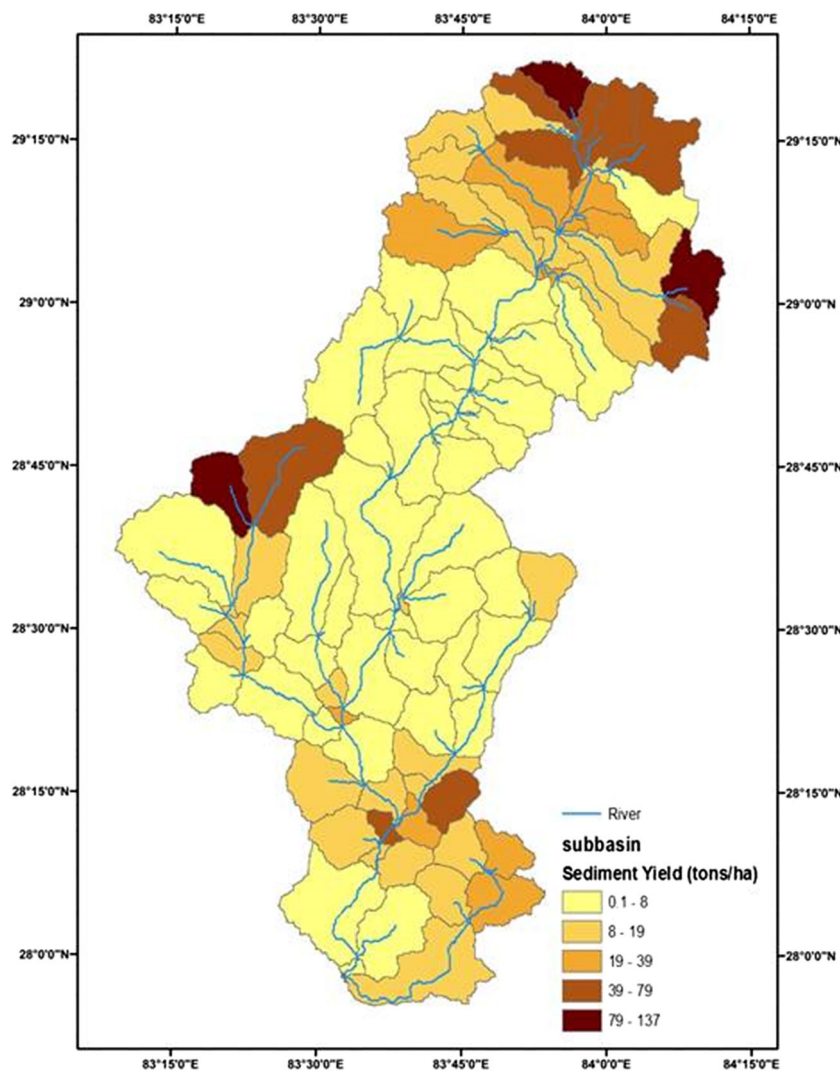 83°15'0"E 83°30'0"E 83°45'0"E 84°0'0"E 84°15'0"E
29°15'0"N 29°15'0"N
29°0'0"N 29°0'0"N
28°45'0"N 28°45'0"N
28°30'0"N 28°30'0"N
28°15'0"N 28°15'0"N
River
subbasin
Sediment Yield (tons/ha)
0.1 - 8
8 - 19
28°0'0"N 28°0'0"N
19 - 39
39 - 79
79 - 137
83°15'0"E 83°30'0"E 83°45'0"E 84°0'0"E 84°15'0"E